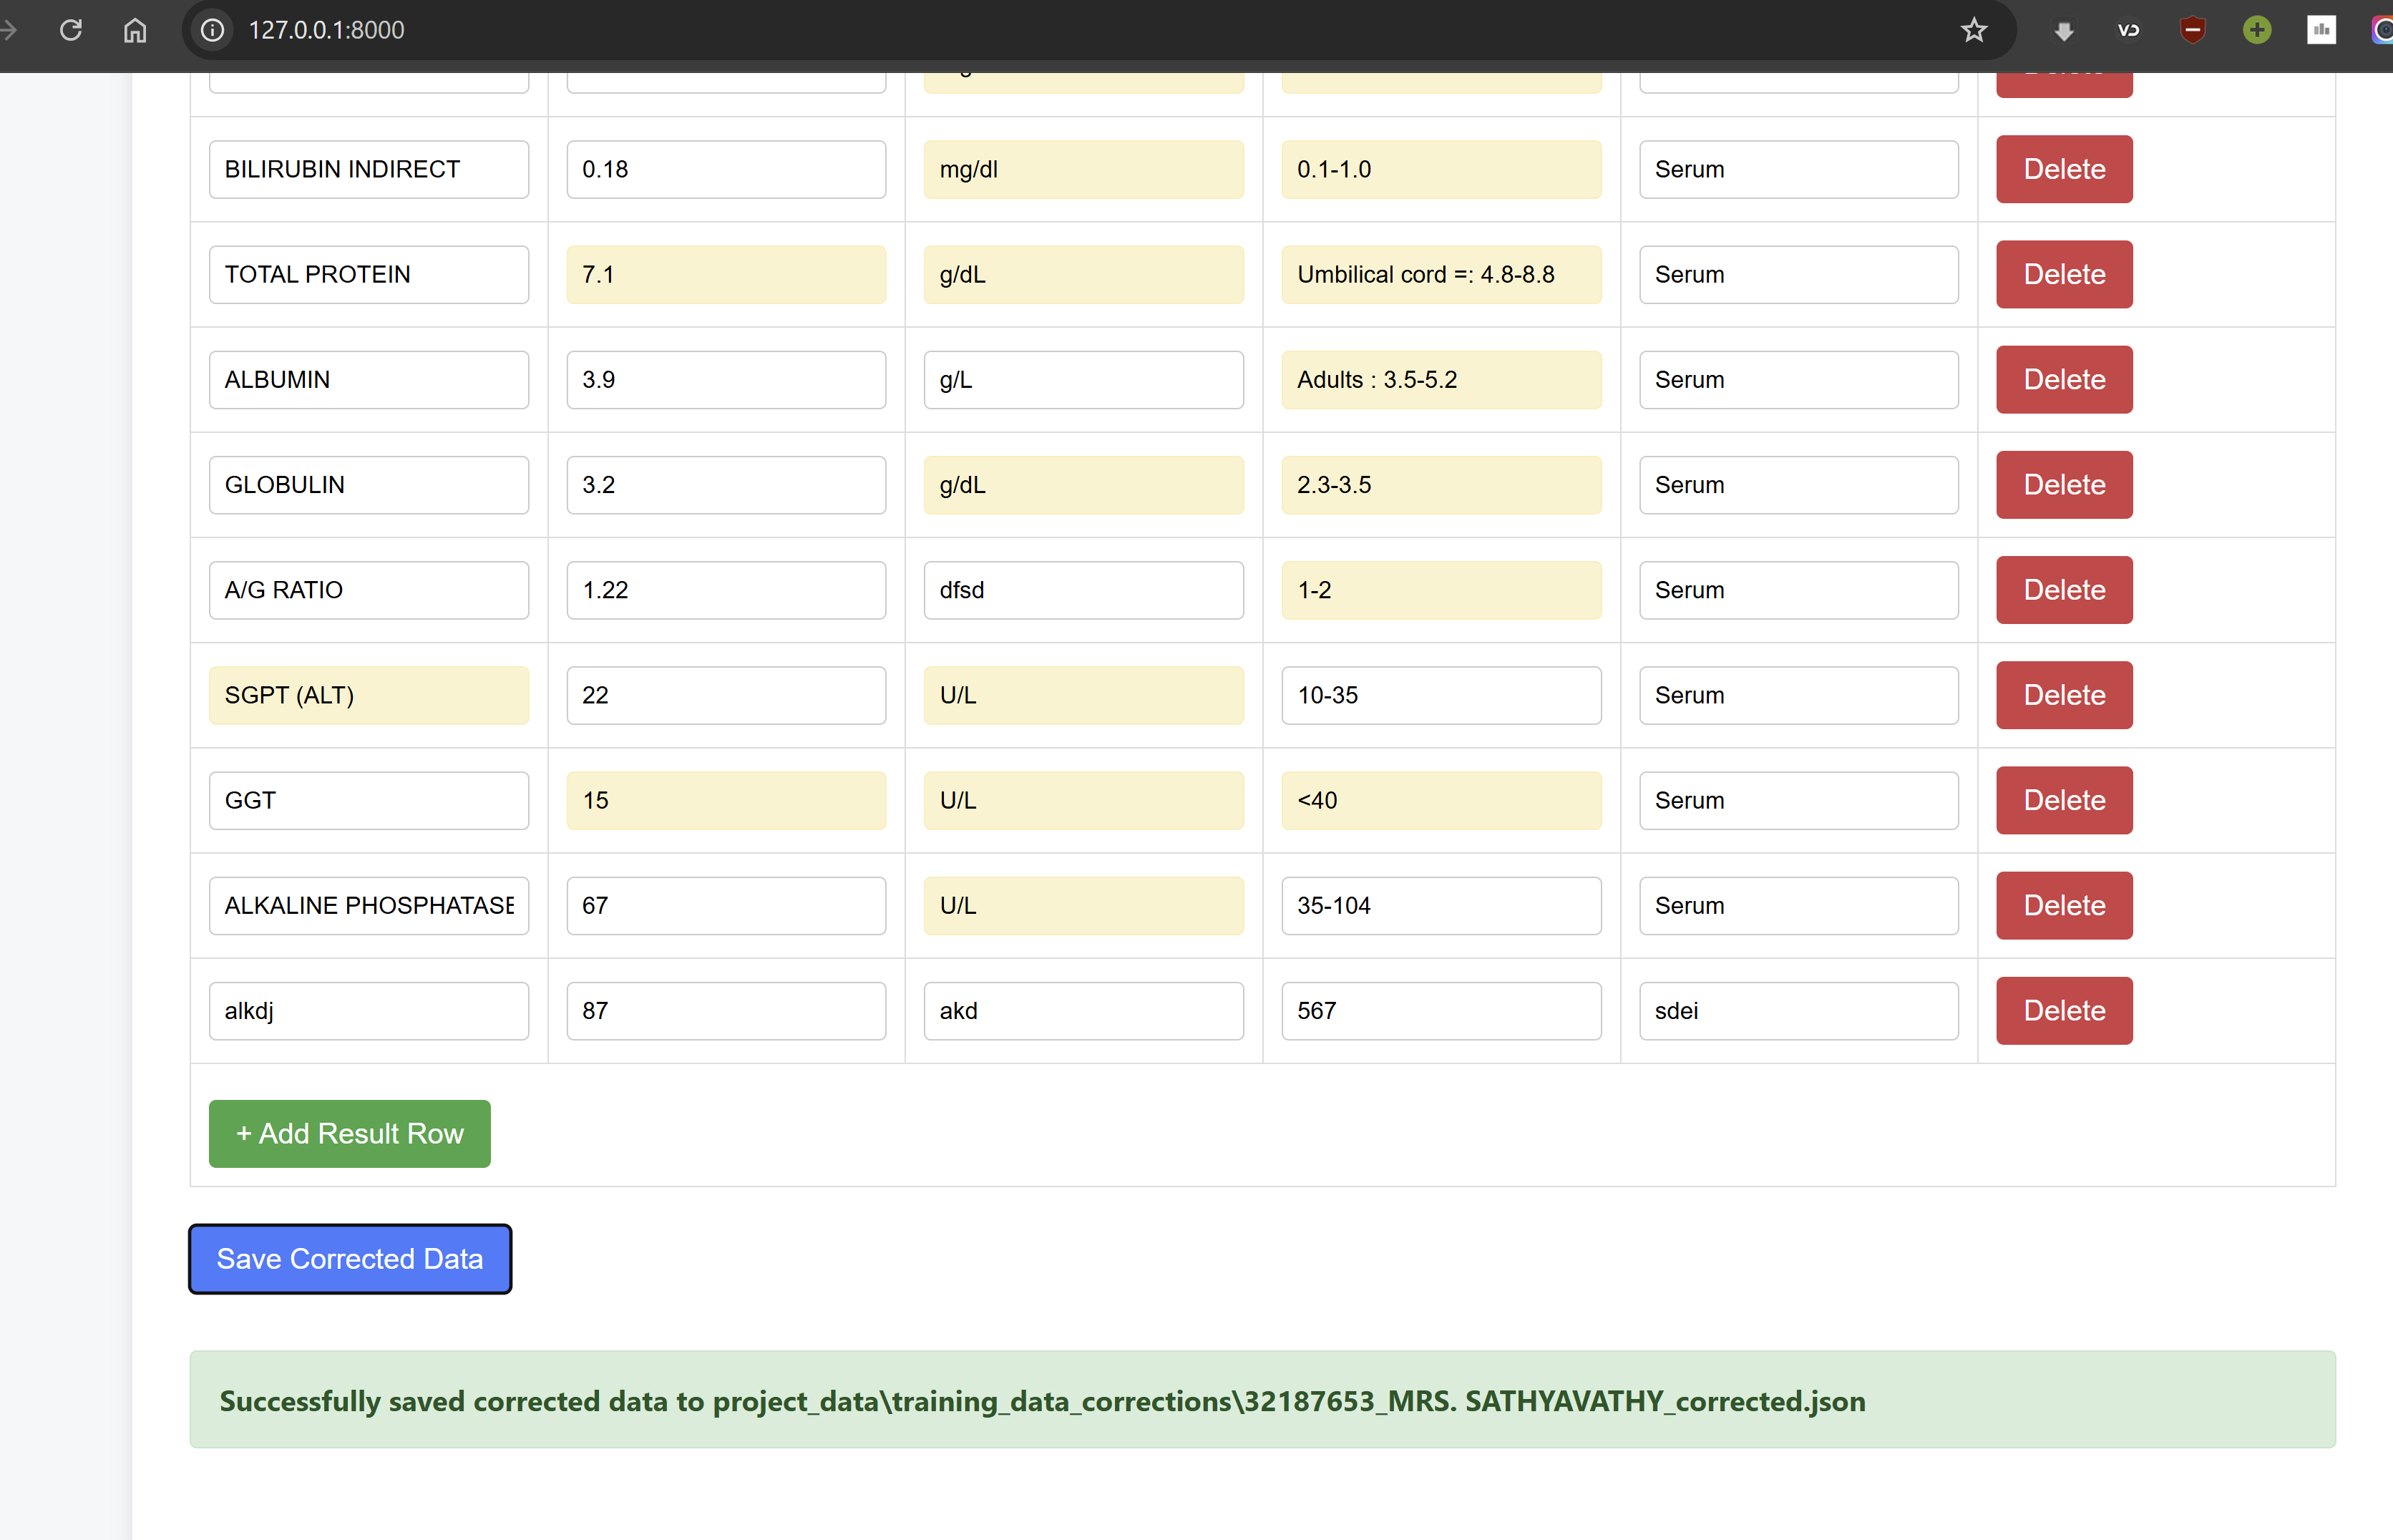 127.0.0.1:8000
BILIRUBIN INDIRECT 0.18 mg/dl 0.1-1.0 Serum Delete
TOTAL PROTEIN 7.1 g/dL Umbilical cord =: 4.8-8.8 Serum Delete
ALBUMIN 3.9 g/L Adults : 3.5-5.2 Serum Delete
GLOBULIN 3.2 g/dL 2.3-3.5 Serum Delete
A/G RATIO 1.22 dfsd 1-2 Serum Delete
SGPT (ALT) 22 U/L 10-35 Serum Delete
GGT 15 U/L <40 Serum Delete
ALKALINE PHOSPHATASE 67 U/L 35-104 Serum Delete
alkdj 87 akd 567 sdei Delete
+ Add Result Row
Save Corrected Data
Successfully saved corrected data to project_data\training_data_corrections\32187653_MRS. SATHYAVATHY_corrected.json